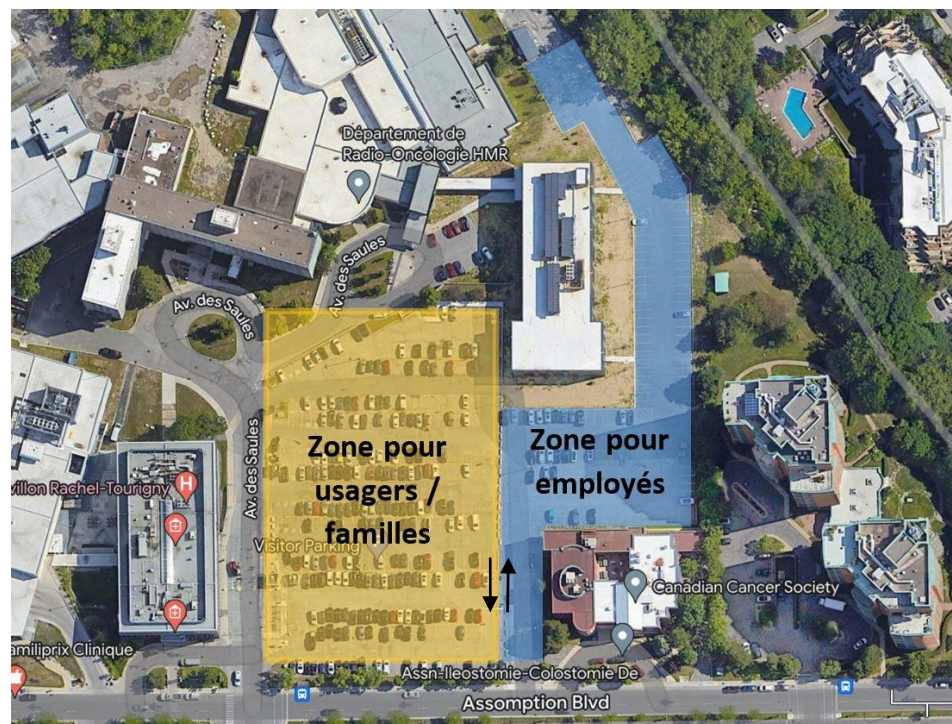 Département de
Radio-Oncologie HMR
Av. des Saules
Av. des Saules
Av. des Saules
Zone pour
usagers /
familles
Zone pour
employés
villon Rachel-Tourigny
H
Visitor Parking
Canadian Cancer Society
amiliprix Clinique
Assn-Ileostomie-Colostomie De
Assomption Blvd